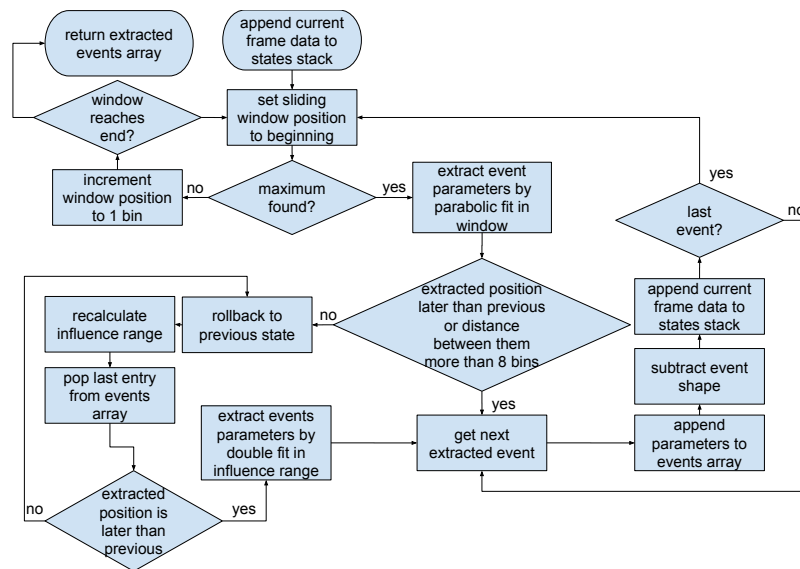 return extracted
events array
append current
frame data to
states stack
window
reaches
end?
set sliding
window position
to beginning
increment
window position
to 1 bin
no
maximum
found?
yes
extract event
parameters by
parabolic fit in
window
yes
last
event?
no
extracted position
later than previous
or distance
between them
more than 8 bins
no
rollback to
previous state
recalculate
influence range
append current
frame data to
states stack
pop last entry
from events
array
subtract event
shape
yes
extract events
parameters by
double fit in
influence range
get next
extracted event
append
parameters to
events array
no
extracted
position is
later than
previous
yes